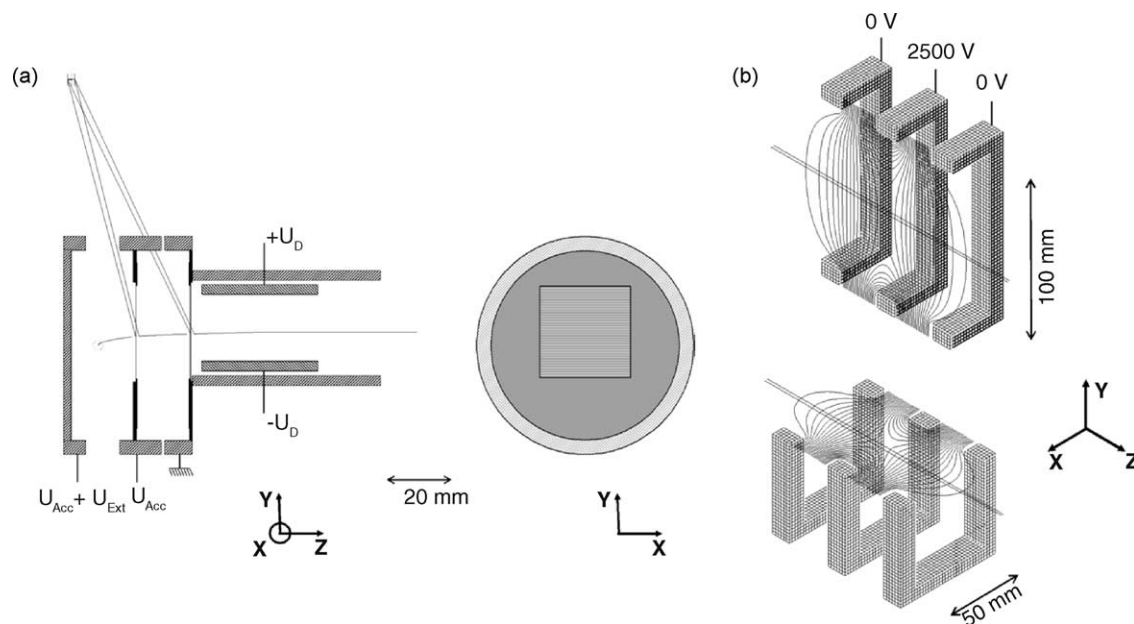 (a)
+U_D
-U_D
U_Acc + U_Ext U_Acc
20 mm
Y
X
Z
Y
X
(b)
0 V
2500 V
0 V
100 mm
50 mm
Y
X
Z